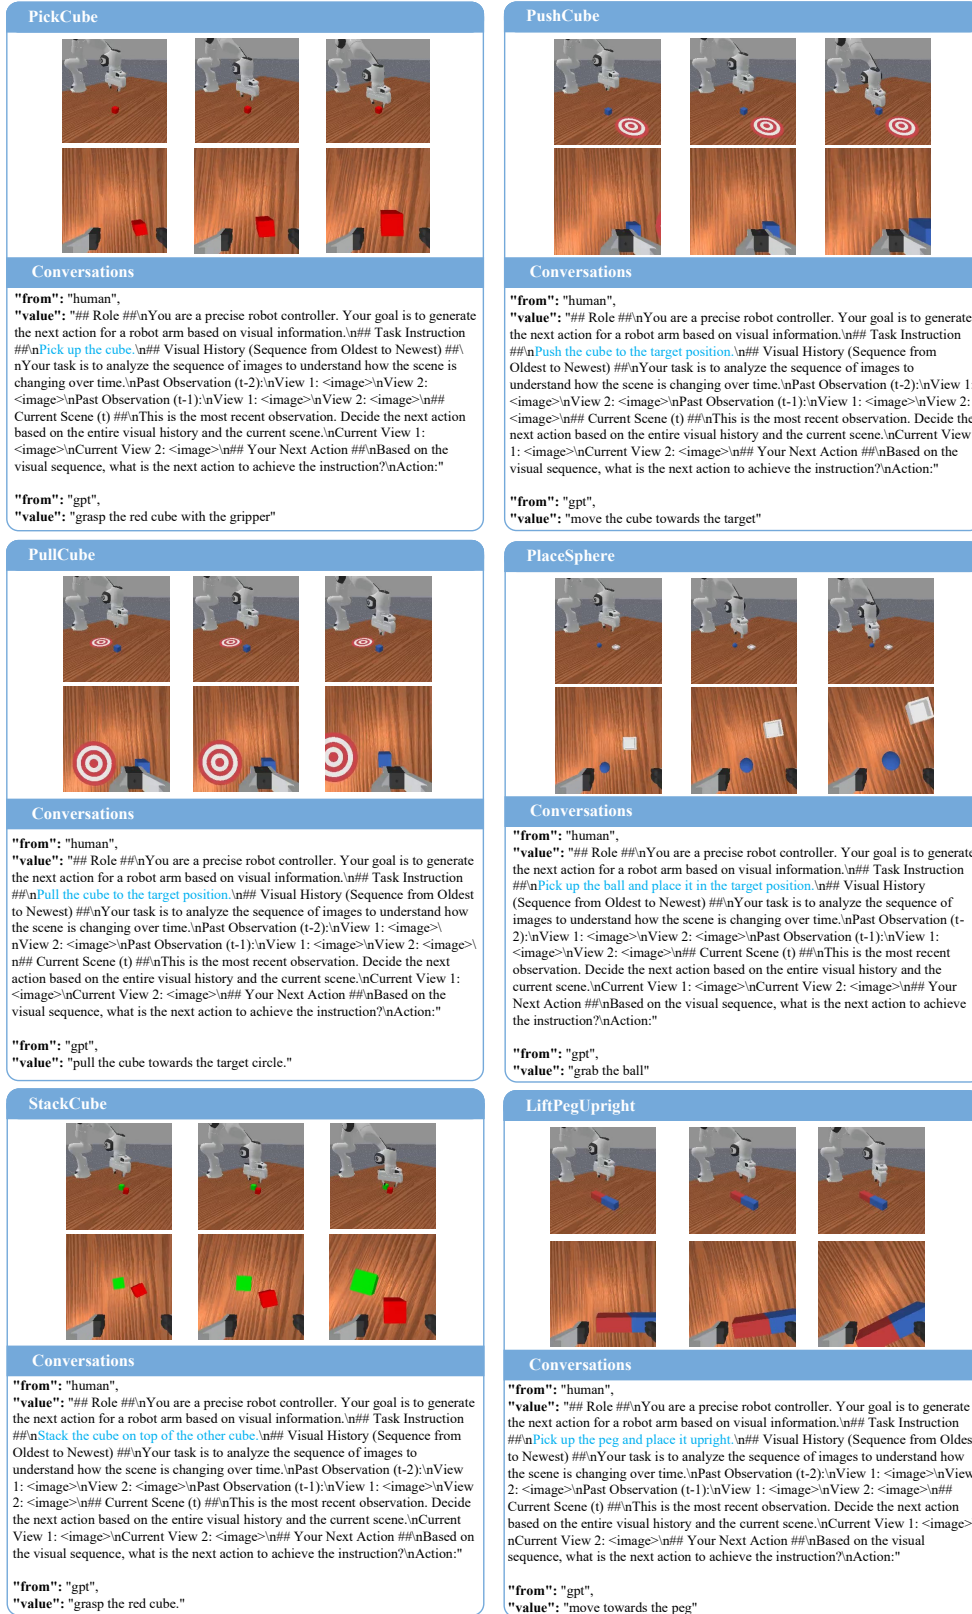 PickCube
Conversations
"from": "human",
"value": "## Role ##\nYou are a precise robot controller. Your goal is to generate
the next action for a robot arm based on visual information.\n## Task Instruction
##\nPick up the cube.\n## Visual History (Sequence from Oldest to Newest) ##\
nYour task is to analyze the sequence of images to understand how the scene is
changing over time.\nPast Observation (t-2):\nView 1: <image>\nView 2:
<image>\nPast Observation (t-1):\nView 1: <image>\nView 2: <image>\n##
Current Scene (t) ##\nThis is the most recent observation. Decide the next action
based on the entire visual history and the current scene.\nCurrent View 1:
<image>\nCurrent View 2: <image>\n## Your Next Action ##\nBased on the
visual sequence, what is the next action to achieve the instruction?\nAction:"
"from": "gpt",
"value": "grasp the red cube with the gripper"
PushCube
Conversations
"from": "human",
"value": "## Role ##\nYou are a precise robot controller. Your goal is to generate
the next action for a robot arm based on visual information.\n## Task Instruction
##\nPush the cube to the target position.\n## Visual History (Sequence from
Oldest to Newest) ##\nYour task is to analyze the sequence of images to
understand how the scene is changing over time.\nPast Observation (t-2):\nView 1:
<image>\nView 2: <image>\nPast Observation (t-1):\nView 1: <image>\nView 2:
<image>\n## Current Scene (t) ##\nThis is the most recent observation. Decide the
next action based on the entire visual history and the current scene.\nCurrent View
1: <image>\nCurrent View 2: <image>\n## Your Next Action ##\nBased on the
visual sequence, what is the next action to achieve the instruction?\nAction:"
"from": "gpt",
"value": "move the cube towards the target"
PullCube
Conversations
"from": "human",
"value": "## Role ##\nYou are a precise robot controller. Your goal is to generate
the next action for a robot arm based on visual information.\n## Task Instruction
##\nPull the cube to the target position.\n## Visual History (Sequence from Oldest
to Newest) ##\nYour task is to analyze the sequence of images to understand how
the scene is changing over time.\nPast Observation (t-2):\nView 1: <image>\
nView 2: <image>\nPast Observation (t-1):\nView 1: <image>\nView 2: <image>\
n## Current Scene (t) ##\nThis is the most recent observation. Decide the next
action based on the entire visual history and the current scene.\nCurrent View 1:
<image>\nCurrent View 2: <image>\n## Your Next Action ##\nBased on the
visual sequence, what is the next action to achieve the instruction?\nAction:"
"from": "gpt",
"value": "pull the cube towards the target circle."
PlaceSphere
Conversations
"from": "human",
"value": "## Role ##\nYou are a precise robot controller. Your goal is to generate
the next action for a robot arm based on visual information.\n## Task Instruction
##\nPick up the ball and place it in the target position.\n## Visual History
(Sequence from Oldest to Newest) ##\nYour task is to analyze the sequence of
images to understand how the scene is changing over time.\nPast Observation (t-
2):\nView 1: <image>\nView 2: <image>\nPast Observation (t-1):\nView 1:
<image>\nView 2: <image>\n## Current Scene (t) ##\nThis is the most recent
observation. Decide the next action based on the entire visual history and the
current scene.\nCurrent View 1: <image>\nCurrent View 2: <image>\n## Your
Next Action ##\nBased on the visual sequence, what is the next action to achieve
the instruction?\nAction:"
"from": "gpt",
"value": "grab the ball"
StackCube
Conversations
"from": "human",
"value": "## Role ##\nYou are a precise robot controller. Your goal is to generate
the next action for a robot arm based on visual information.\n## Task Instruction
##\nStack the cube on top of the other cube.\n## Visual History (Sequence from
Oldest to Newest) ##\nYour task is to analyze the sequence of images to
understand how the scene is changing over time.\nPast Observation (t-2):\nView
1: <image>\nView 2: <image>\nPast Observation (t-1):\nView 1: <image>\nView
2: <image>\n## Current Scene (t) ##\nThis is the most recent observation. Decide
the next action based on the entire visual history and the current scene.\nCurrent
View 1: <image>\nCurrent View 2: <image>\n## Your Next Action ##\nBased on
the visual sequence, what is the next action to achieve the instruction?\nAction:"
"from": "gpt",
"value": "grasp the red cube."
LiftPegUpright
Conversations
"from": "human",
"value": "## Role ##\nYou are a precise robot controller. Your goal is to generate
the next action for a robot arm based on visual information.\n## Task Instruction
##\nPick up the peg and place it upright.\n## Visual History (Sequence from Oldes
to Newest) ##\nYour task is to analyze the sequence of images to understand how
the scene is changing over time.\nPast Observation (t-2):\nView 1: <image>\nView
2: <image>\nPast Observation (t-1):\nView 1: <image>\nView 2: <image>\n##
Current Scene (t) ##\nThis is the most recent observation. Decide the next action
based on the entire visual history and the current scene.\nCurrent View 1: <image>
nCurrent View 2: <image>\n## Your Next Action ##\nBased on the visual
sequence, what is the next action to achieve the instruction?\nAction:"
"from": "gpt",
"value": "move towards the peg"